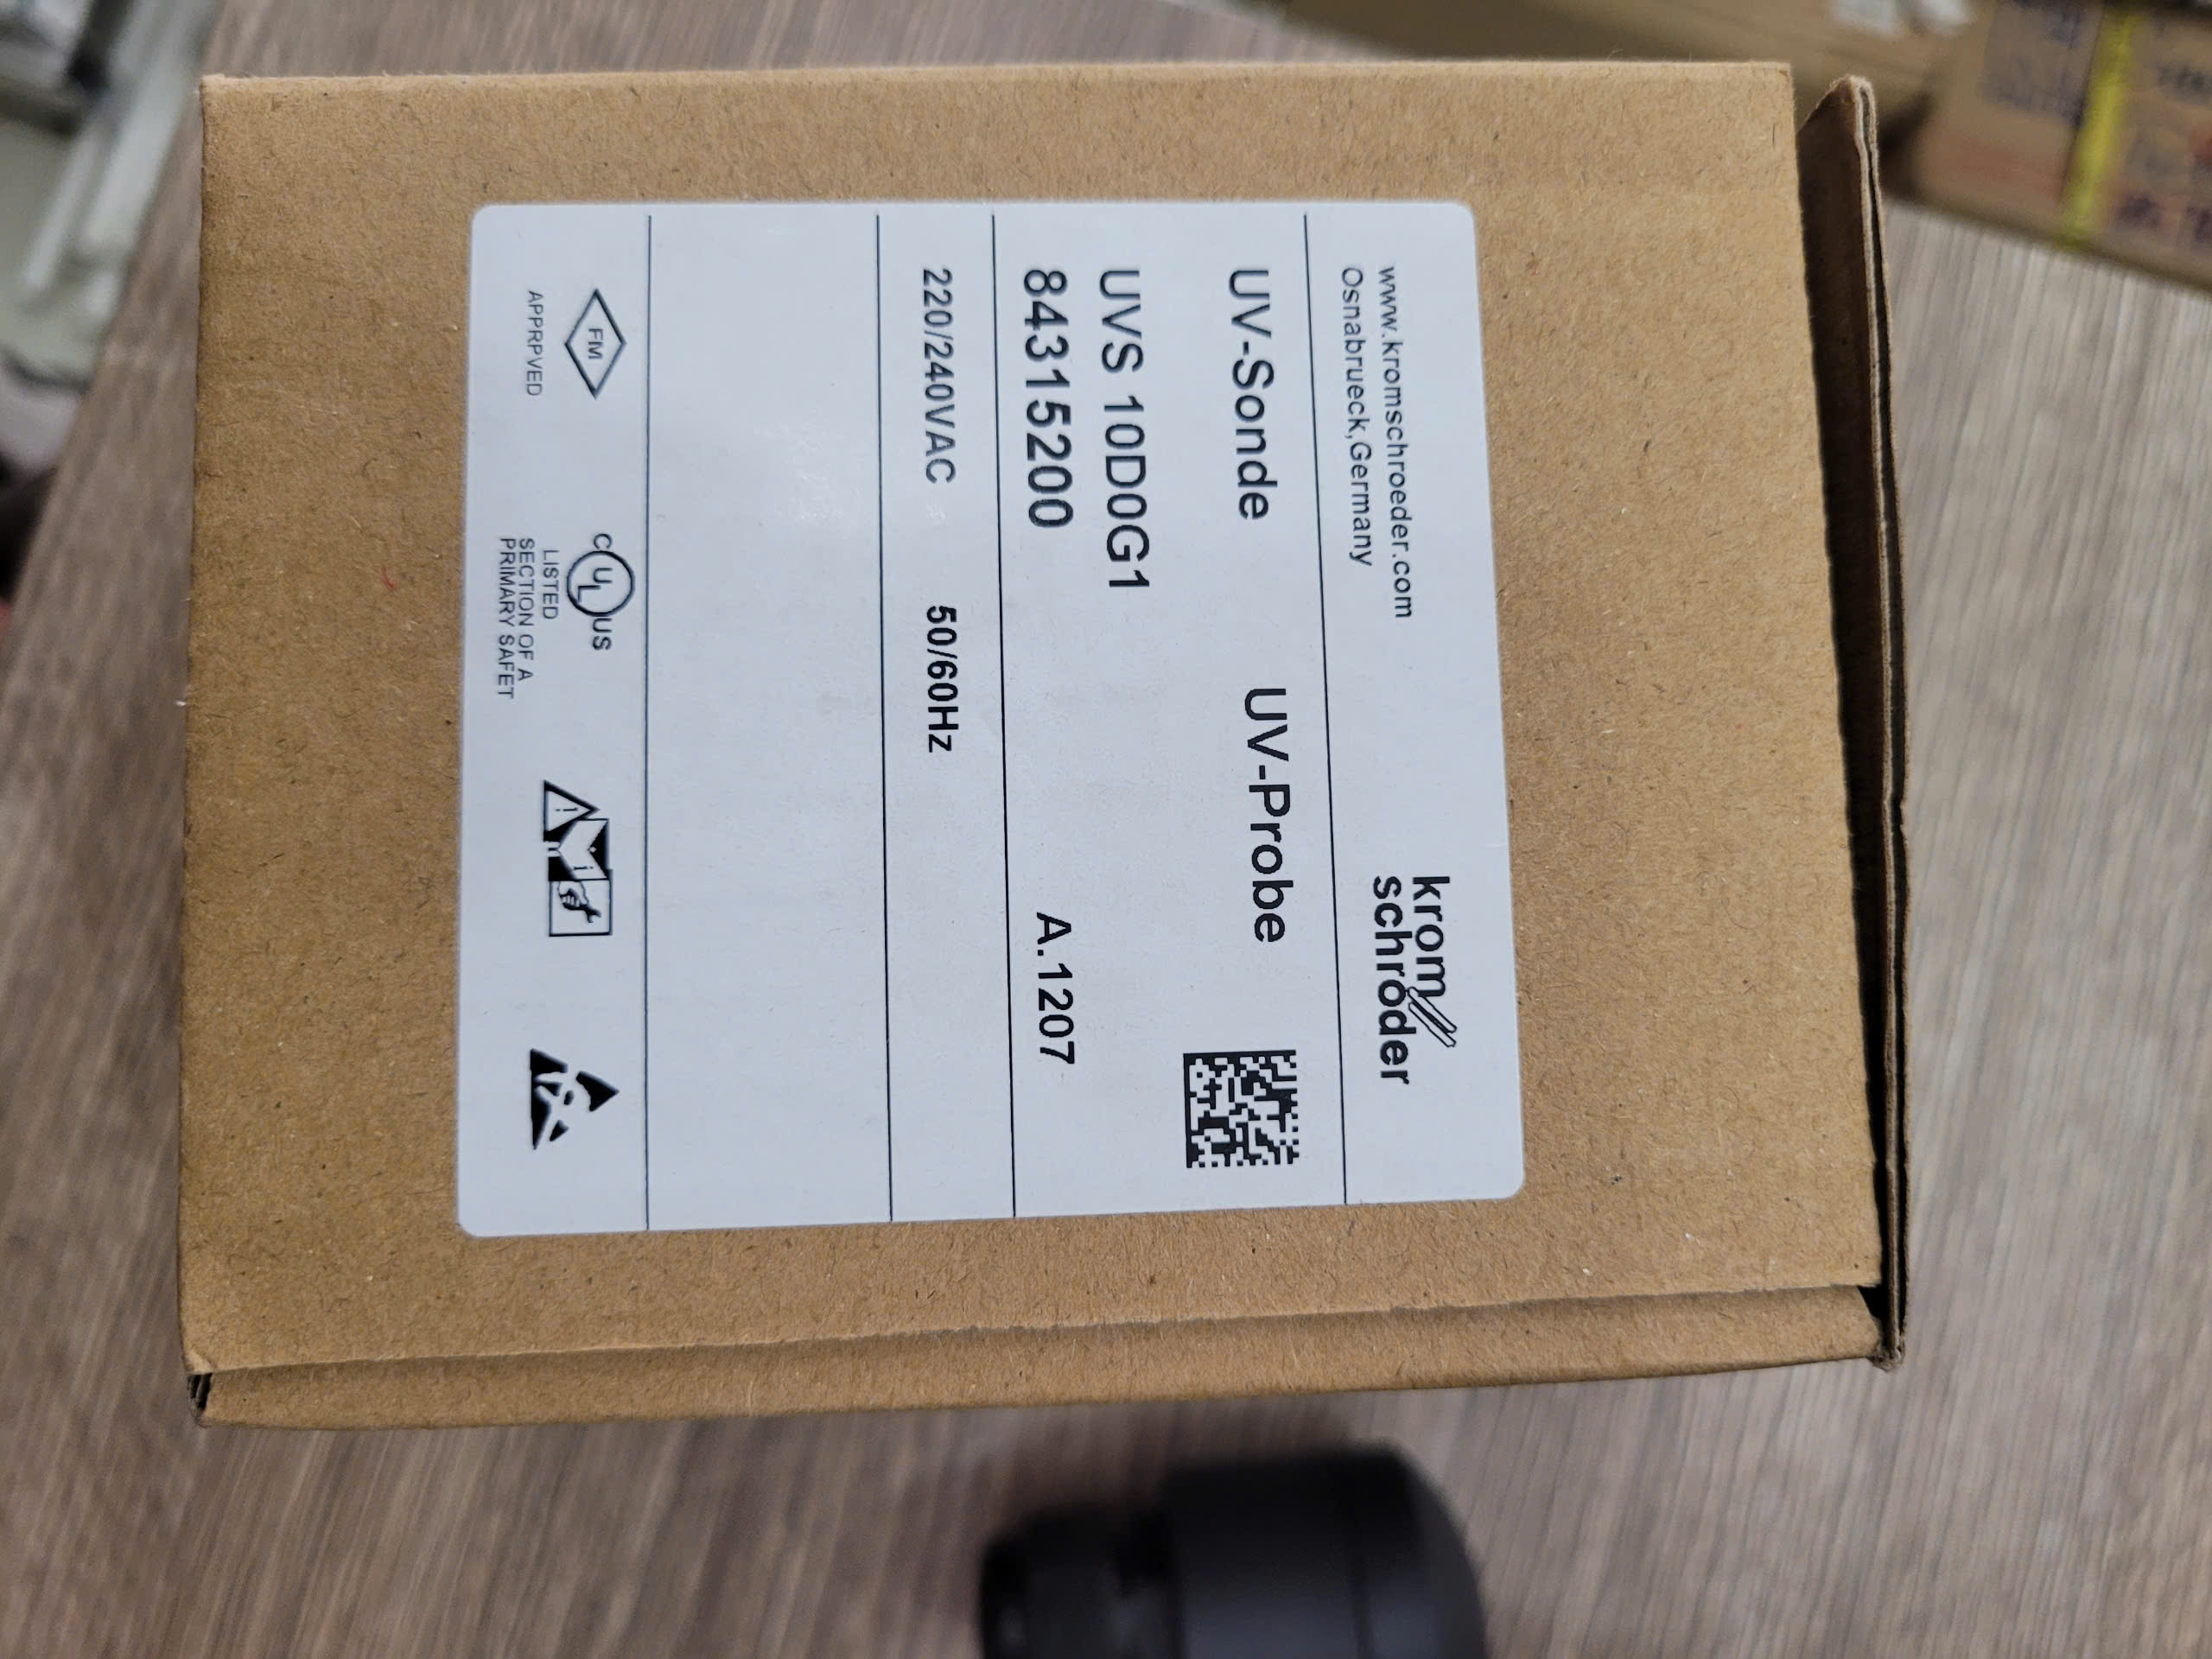 www.kromschroeder.com
Osnabrueck,Germany
krom
schröder
UV-Sonde UV-Probe
UVS 10D0G1
84315200 A.1207
220/240VAC 50/60Hz
FM
APPRPVED
C UL US
LISTED
SECTION OF A
PRIMARY SAFET